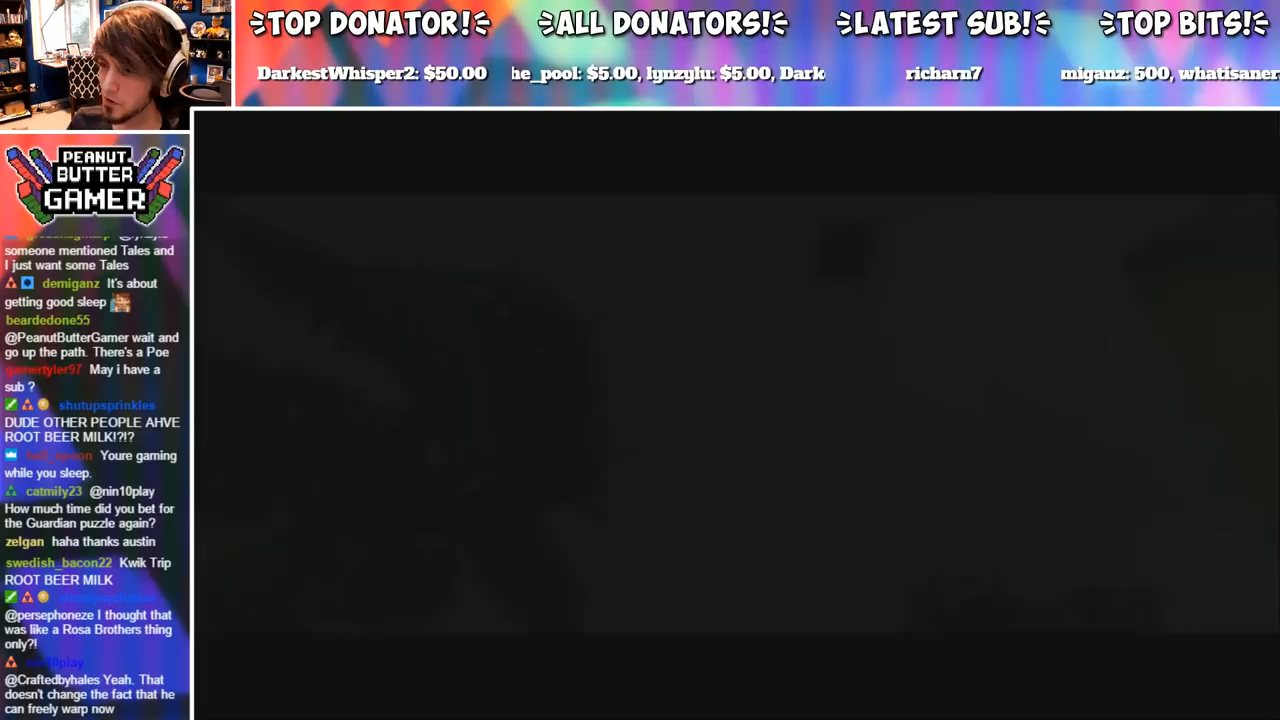 TOP DONATOR! ALL DONATORS! LATEST SUB! TOP BITS!
DarkestWhisper2: $50.00 he_pool: $5.00, lynzylu: $5.00, Dark richarn7 miganz: 500, whatisaner
PEANUT
BUTTER
GAMER
someone mentioned Tales and
I just want some Tales
demiganz It's about
getting good sleep
beardedone55
@PeanutButterGamer wait and
go up the path. There's a Poe
gamertyler97 May i have a
sub ?
shutupsprinkles
DUDE OTHER PEOPLE AHVE
ROOT BEER MILK!?!?
Youre gaming
while you sleep.
catmily23 @nin10play
How much time did you bet for
the Guardian puzzle again?
zelgan haha thanks austin
swedish_bacon22 Kwik Trip
ROOT BEER MILK
@persephoneze I thought that
was like a Rosa Brothers thing
only?!
nin10play
@Craftedbyhales Yeah. That
doesn't change the fact that he
can freely warp now